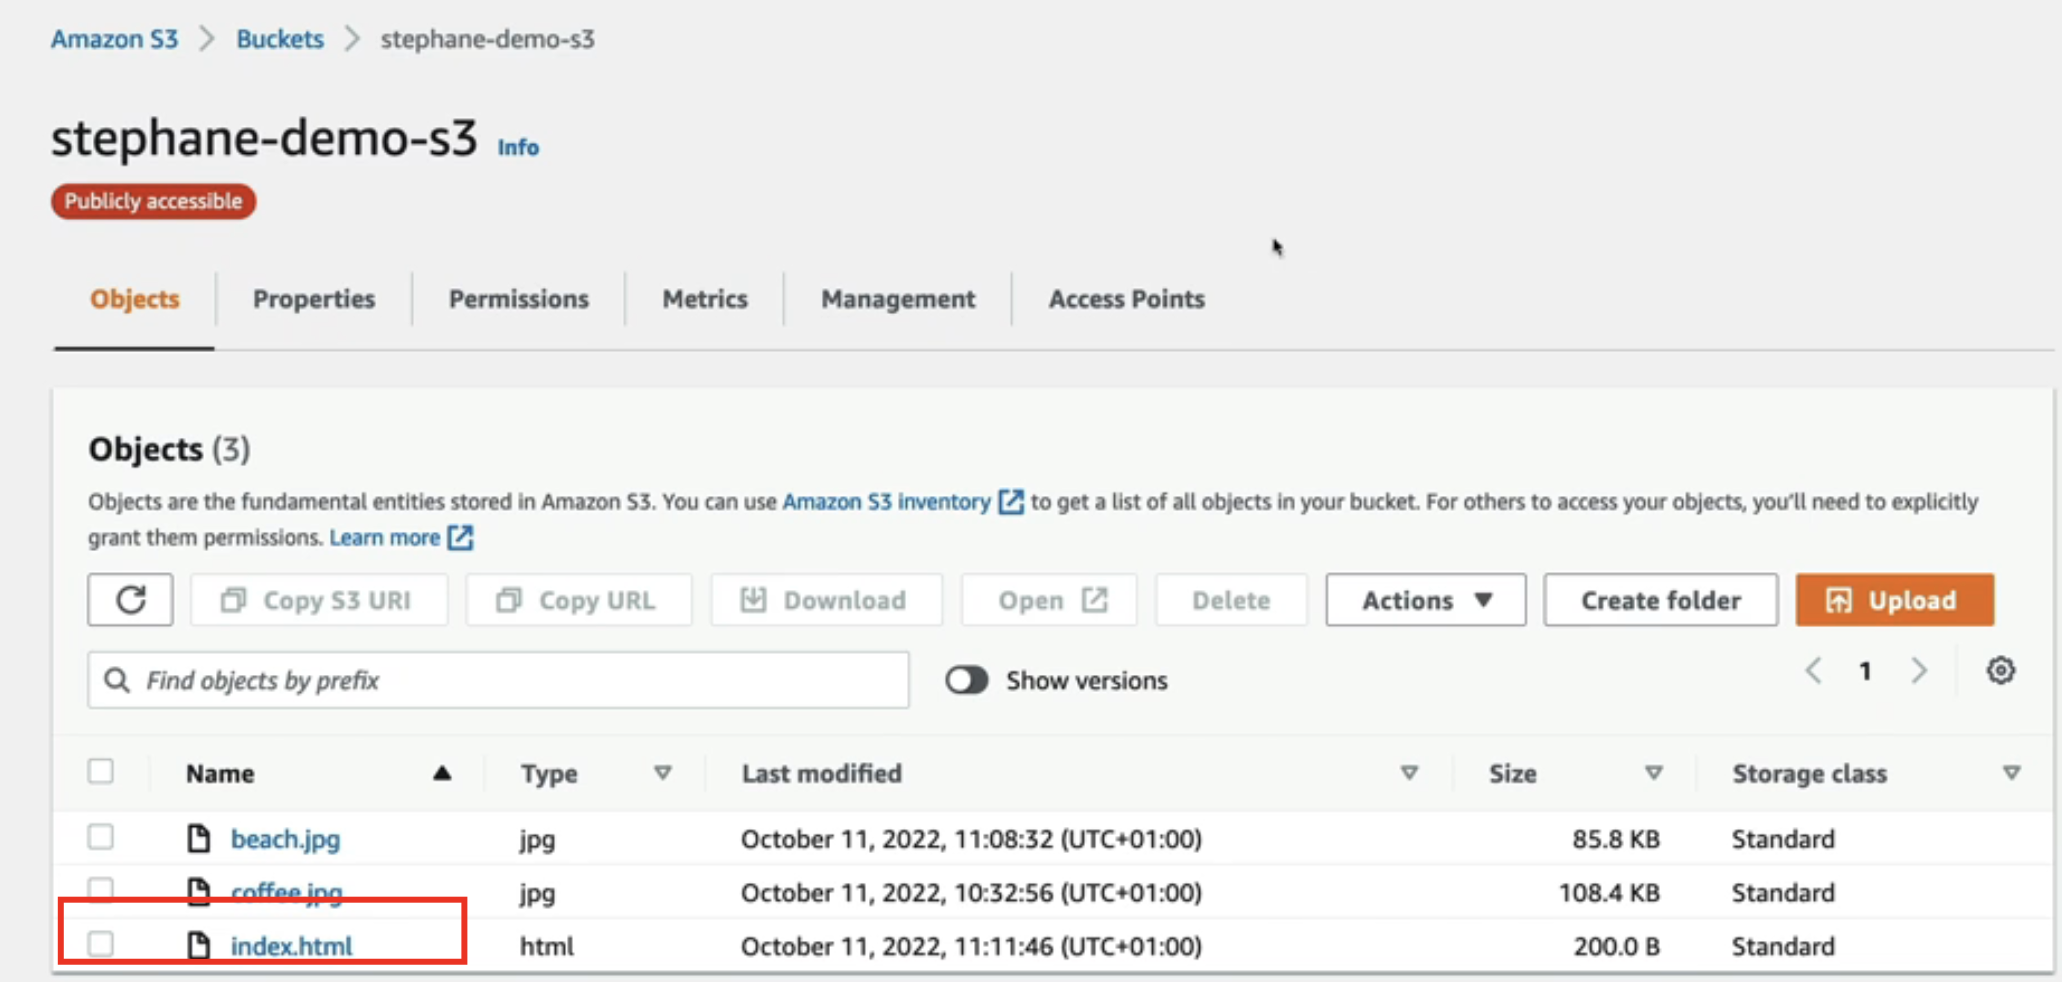 Amazon S3 > Buckets > stephane-demo-s3
stephane-demo-s3 Info
Publicly accessible
Objects Properties Permissions Metrics Management Access Points
Objects (3)
Objects are the fundamental entities stored in Amazon S3. You can use Amazon S3 inventory to get a list of all objects in your bucket. For others to access your objects, you'll need to explicitly
grant them permissions. Learn more
Copy S3 URI Copy URL Download Open Delete Actions Create folder Upload
Find objects by prefix Show versions 1
Name Type Last modified Size Storage class
beach.jpg jpg October 11, 2022, 11:08:32 (UTC+01:00) 85.8 KB Standard
coffee.jpg jpg October 11, 2022, 10:32:56 (UTC+01:00) 108.4 KB Standard
index.html html October 11, 2022, 11:11:46 (UTC+01:00) 200.0 B Standard